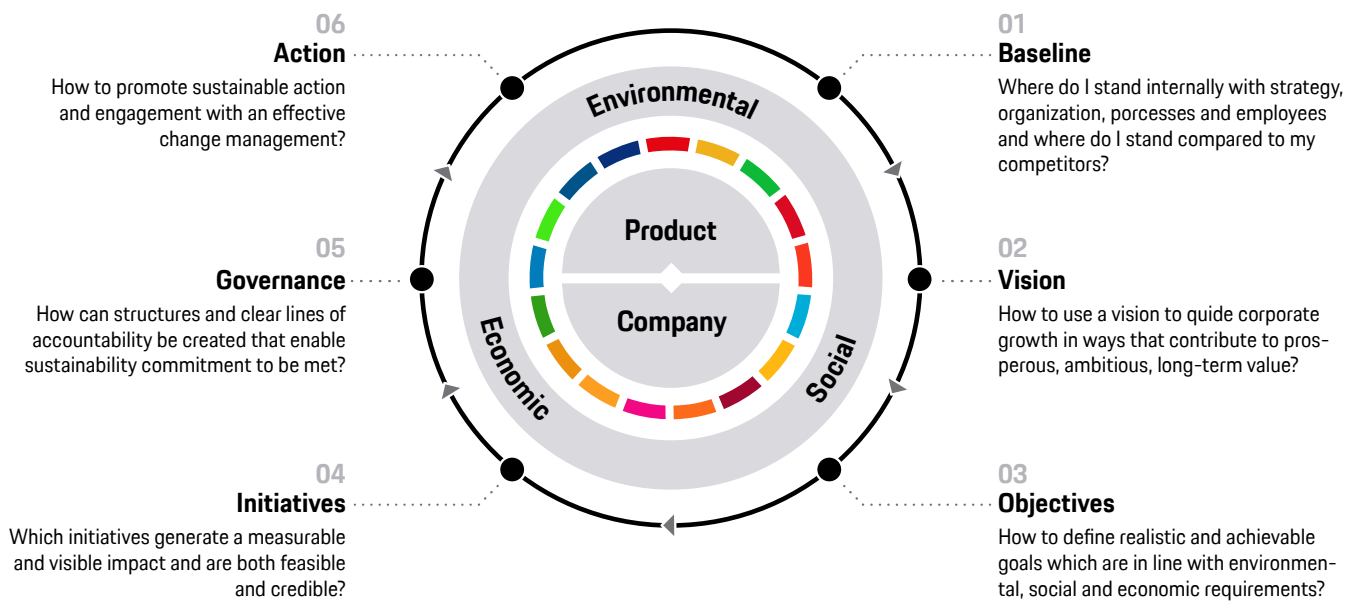 06
Action
How to promote sustainable action
and engagement with an effective
change management?
01
Baseline
Where do I stand internally with strategy,
organization, porcesses and employees
and where do I stand compared to my
competitors?
Environmental
Product
Company
Economic
Social
05
Governance
How can structures and clear lines of
accountability be created that enable
sustainability commitment to be met?
02
Vision
How to use a vision to quide corporate
growth in ways that contribute to pros-
perous, ambitious, long-term value?
04
Initiatives
Which initiatives generate a measurable
and visible impact and are both feasible
and credible?
03
Objectives
How to define realistic and achievable
goals which are in line with environmen-
tal, social and economic requirements?